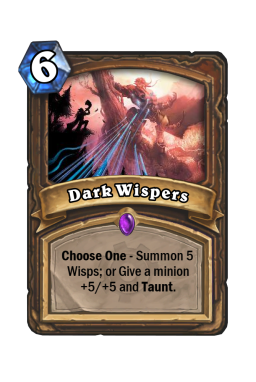 6
Dark Wispers
Choose One - Summon 5
Wisps; or Give a minion
+5/+5 and Taunt.